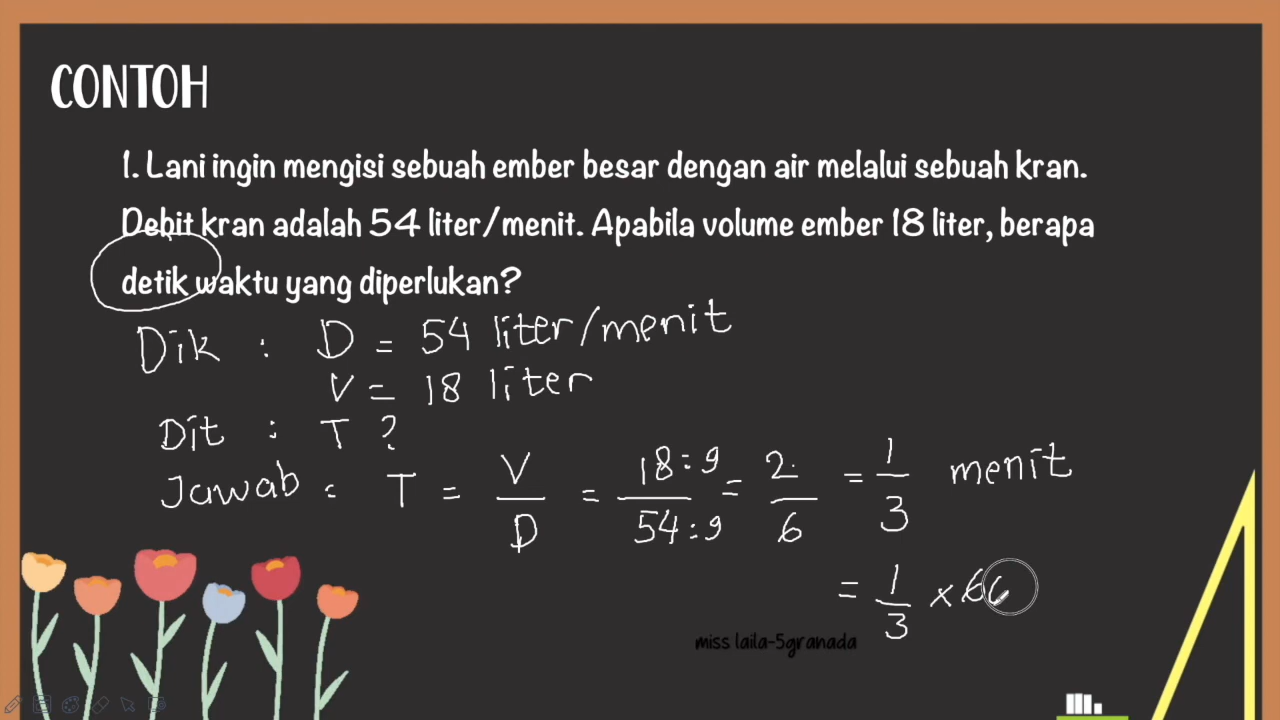 CONTOH
1. Lani ingin mengisi sebuah ember besar dengan air melalui sebuah kran.
Debit kran adalah 54 liter/menit. Apabila volume ember 18 liter, berapa
detik waktu yang diperlukan?
Dik : D = 54 liter/menit
V = 18 liter
Dit : T ?
Jawab : T = V/D = 18:9/54:9 = 2/6 = 1/3 menit
= 1/3 ×
miss laila-5granada